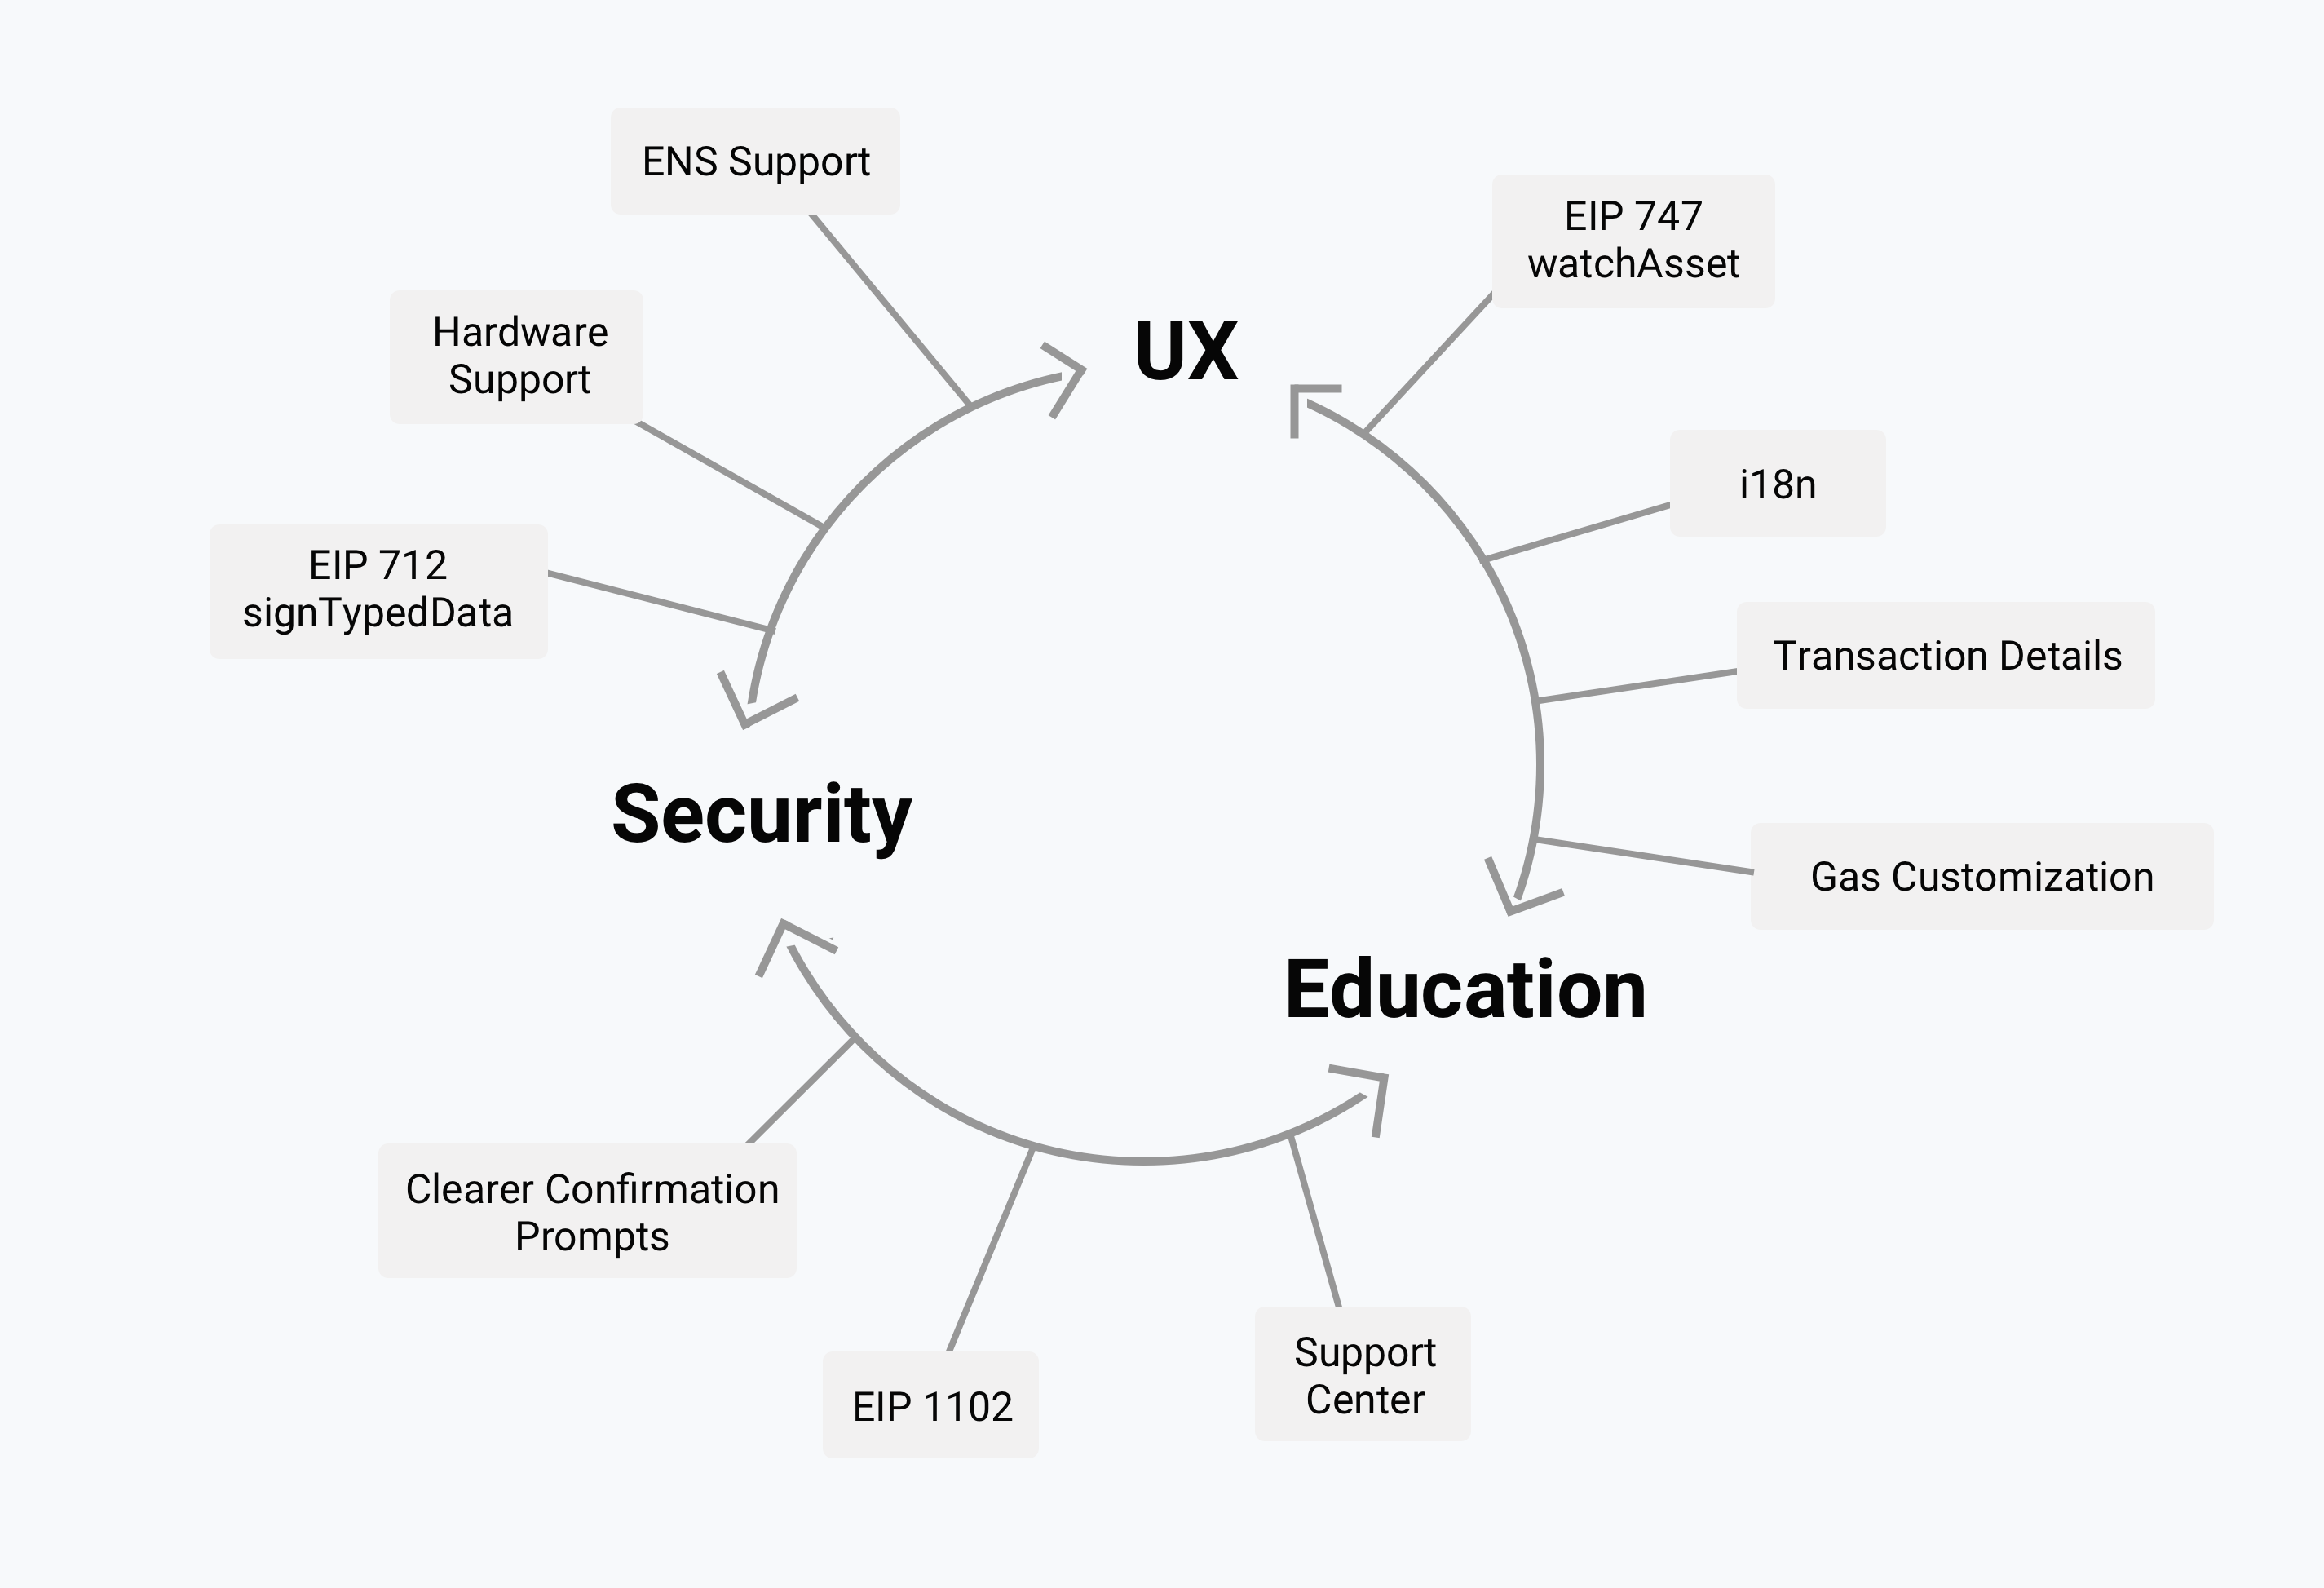 ENS Support
EIP 747
watchAsset
Hardware
Support
UX
i18n
EIP 712
signTypedData
Transaction Details
Security
Gas Customization
Education
Clearer Confirmation
Prompts
EIP 1102
Support
Center